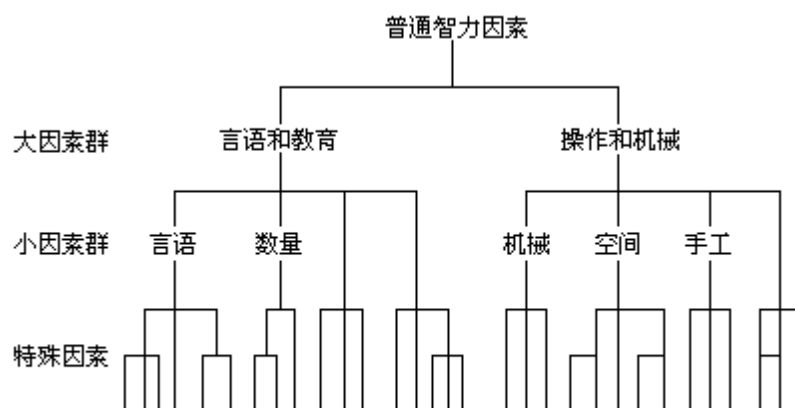 普通智力因素
大因素群 言语和教育 操作和机械
小因素群 言语 数量 机械 空间 手工
特殊因素